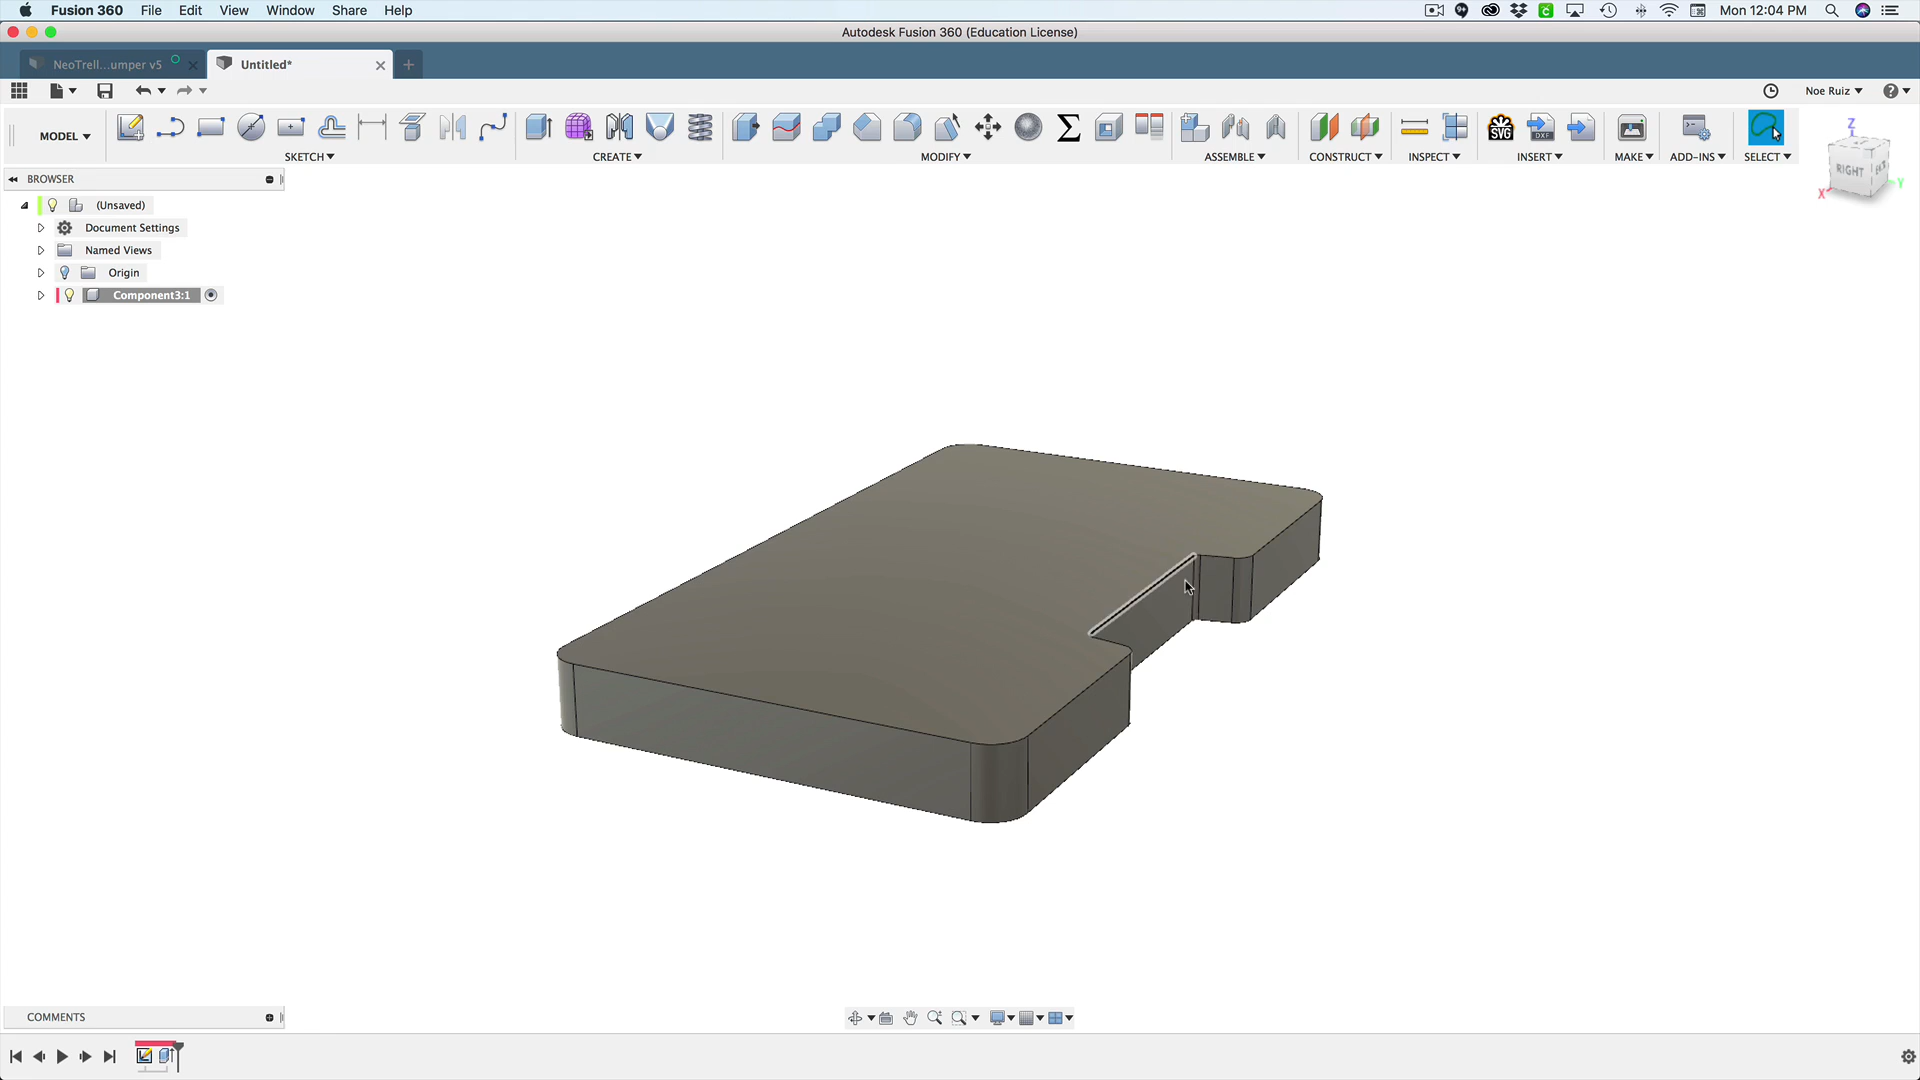 Fusion 360 File Edit View Window Share Help Mon 12:04 PM
Autodesk Fusion 360 (Education License)
NeoTrell...umper v5 Untitled*
Noe Ruiz
MODEL
SVG DXF
SKETCH CREATE MODIFY ASSEMBLE CONSTRUCT INSPECT INSERT MAKE ADD-INS SELECT
Z
RIGHT
X Y
BROWSER
(Unsaved)
Document Settings
Named Views
Origin
Component3:1
COMMENTS